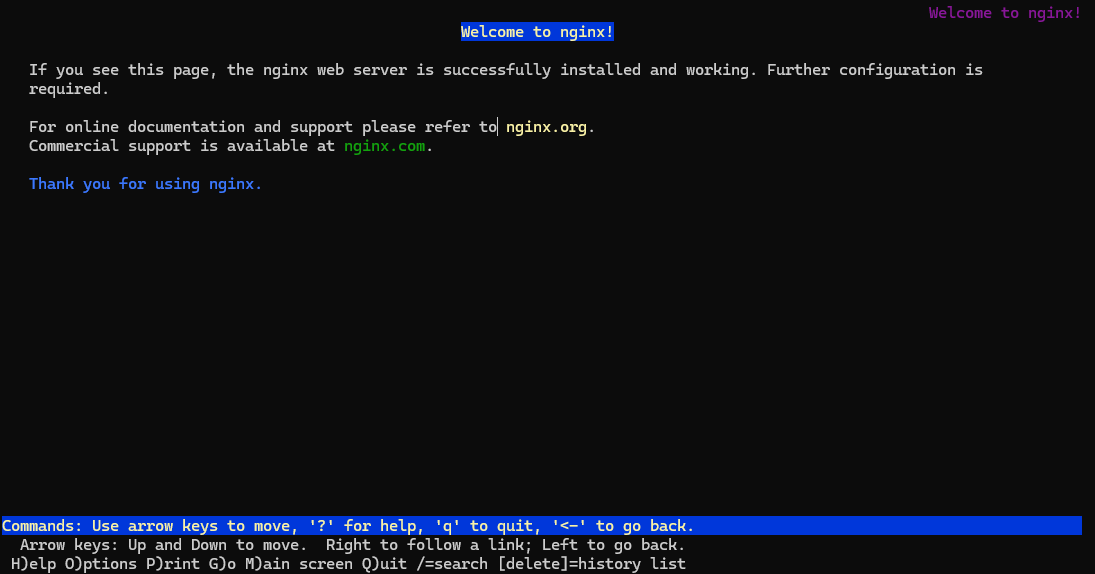 Welcome to nginx!
Welcome to nginx!
If you see this page, the nginx web server is successfully installed and working. Further configuration is
required.
For online documentation and support please refer to nginx.org.
Commercial support is available at nginx.com.
Thank you for using nginx.
Commands: Use arrow keys to move, '?' for help, 'q' to quit, '<-' to go back.
Arrow keys: Up and Down to move.  Right to follow a link; Left to go back.
H)elp O)ptions P)rint G)o M)ain screen Q)uit /=search [delete]=history list